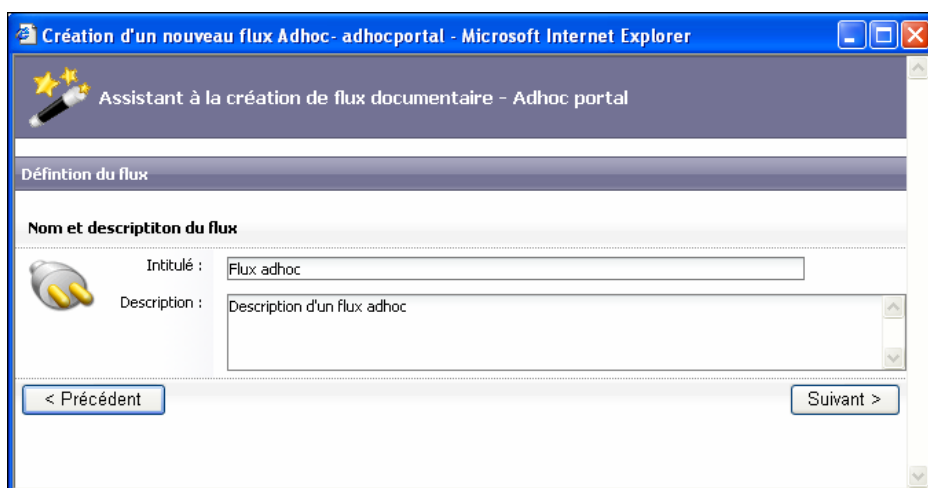 Création d'un nouveau flux Adhoc- adhocportal - Microsoft Internet Explorer
Assistant à la création de flux documentaire - Adhoc portal
Défintion du flux
Nom et descriptiton du flux
Intitulé :
Flux adhoc
Description :
Description d'un flux adhoc
< Précédent
Suivant >